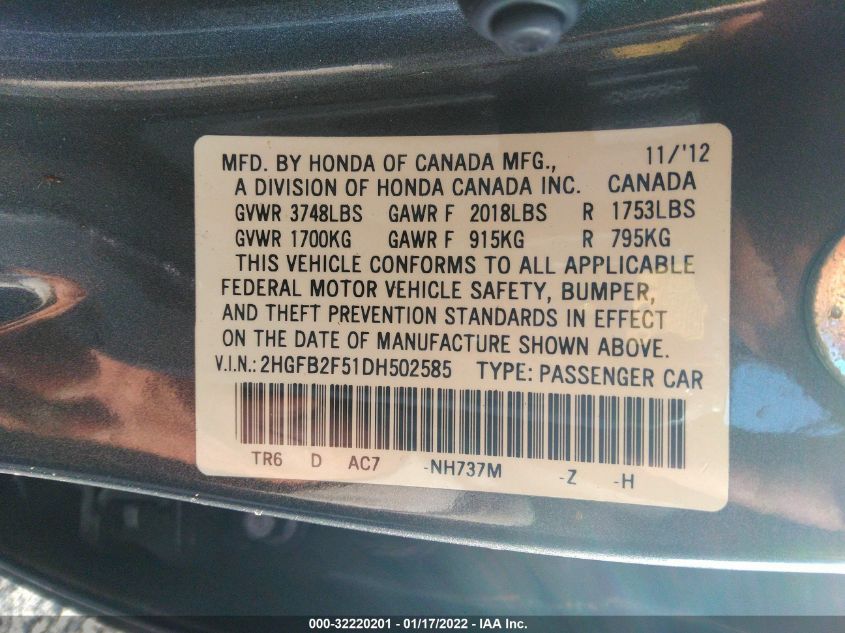 MFD. BY HONDA OF CANADA MFG., 11/'12
A DIVISION OF HONDA CANADA INC. CANADA
GVWR 3748LBS GAWR F 2018LBS R 1753LBS
GVWR 1700KG GAWR F 915KG R 795KG
THIS VEHICLE CONFORMS TO ALL APPLICABLE
FEDERAL MOTOR VEHICLE SAFETY, BUMPER,
AND THEFT PREVENTION STANDARDS IN EFFECT
ON THE DATE OF MANUFACTURE SHOWN ABOVE.
V.I.N.: 2HGFB2F51DH502585 TYPE: PASSENGER CAR
TR6 D AC7 -NH737M -Z -H
000-32220201 - 01/17/2022 - IAA Inc.